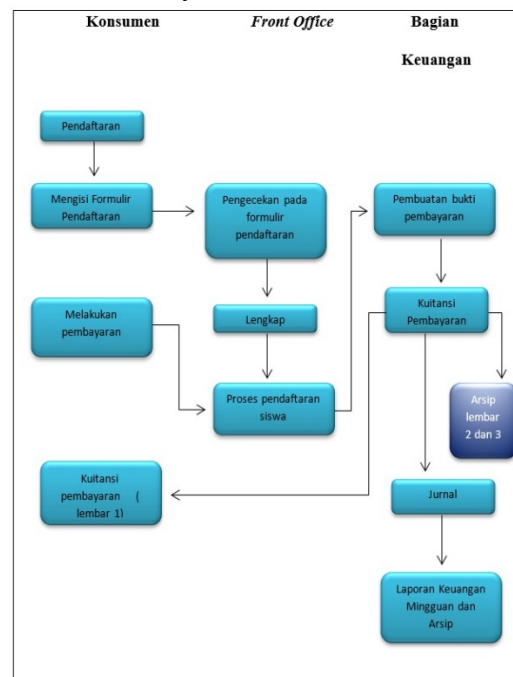 Konsumen
Front Office
Bagian
Keuangan
Pendaftaran
Mengisi Formulir
Pendaftaran
Pengecekan pada
formulir
pendaftaran
Pembuatan bukti
pembayaran
Melakukan
pembayaran
Lengkap
Kuitansi
Pembayaran
Proses pendaftaran
siswa
Arsip
lembar
2 dan 3
Kuitansi
pembayaran (
lembar 1)
Jurnal
Laporan Keuangan
Mingguan dan
Arsip